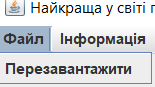 Найкраща у світі
Файл Інформація
Перезавантажити